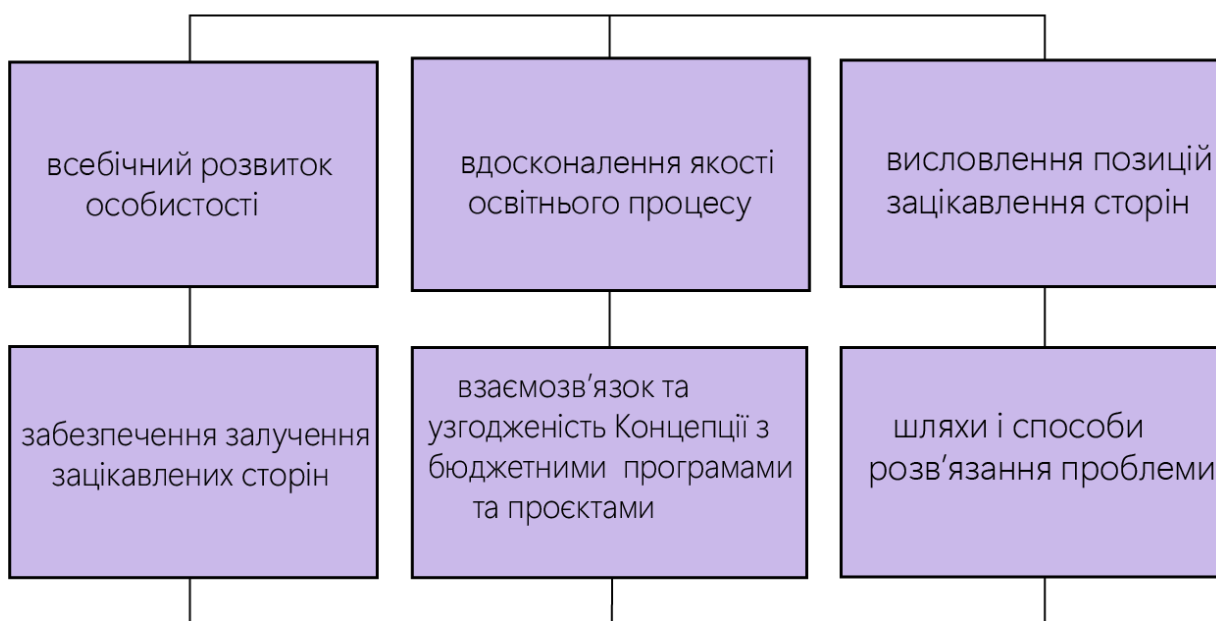 всебічний розвиток
особистості
вдосконалення якості
освітнього процесу
висловлення позицій
зацікавлення сторін
забезпечення залучення
зацікавлених сторін
взаємозв'язок та
узгодженість Концепції з
бюджетними програмами
та проєктами
шляхи і способи
розв'язання проблеми